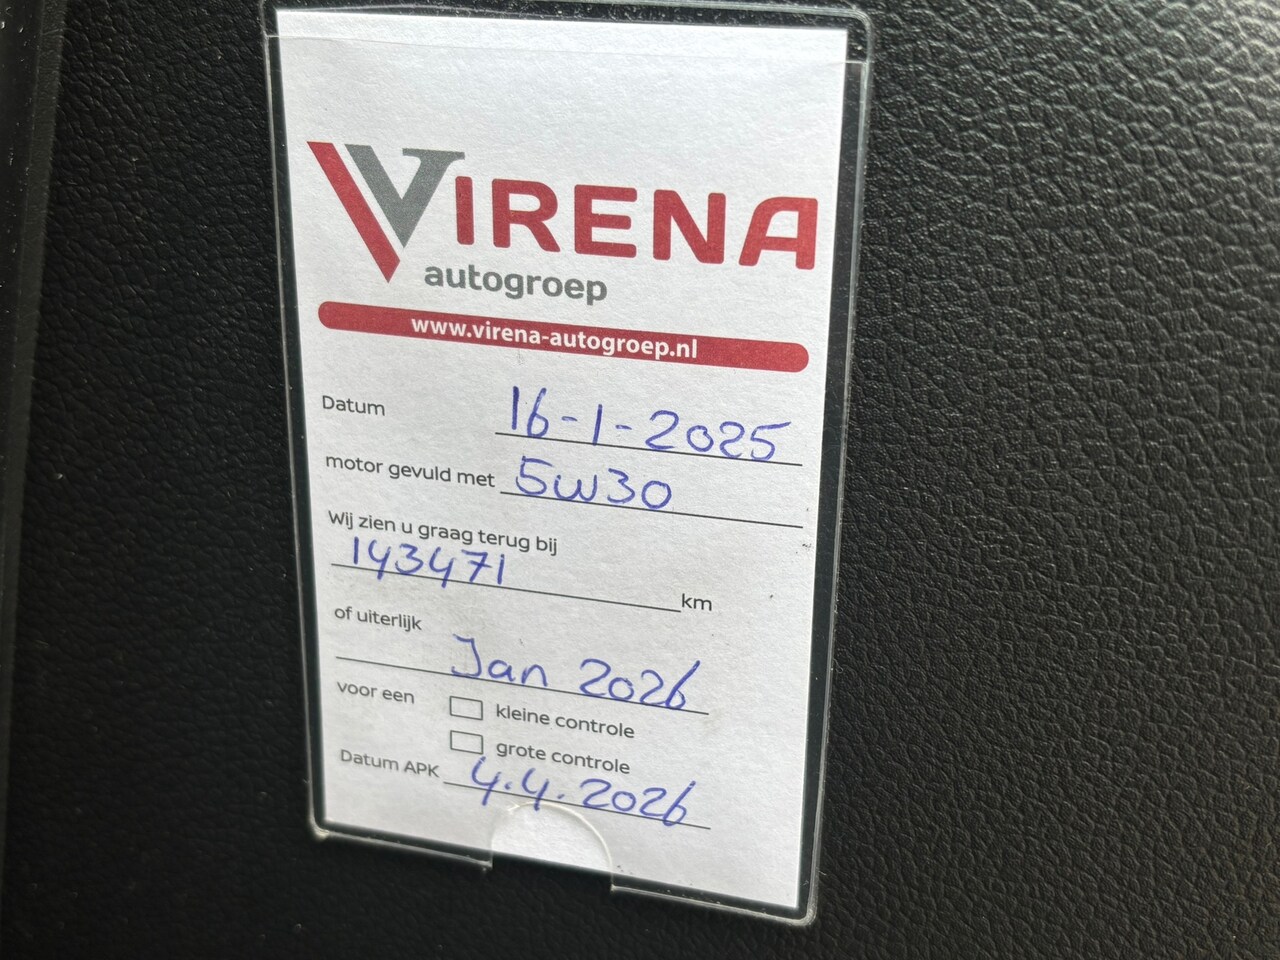 VIRENA
autogroep
www.virena-autogroep.nl
Datum 16-1-2025
motor gevuld met 5W30
Wij zien u graag terug bij
143471 km
of uiterlijk
Jan 2026
voor een kleine controle
grote controle
Datum APK 4.4.2026